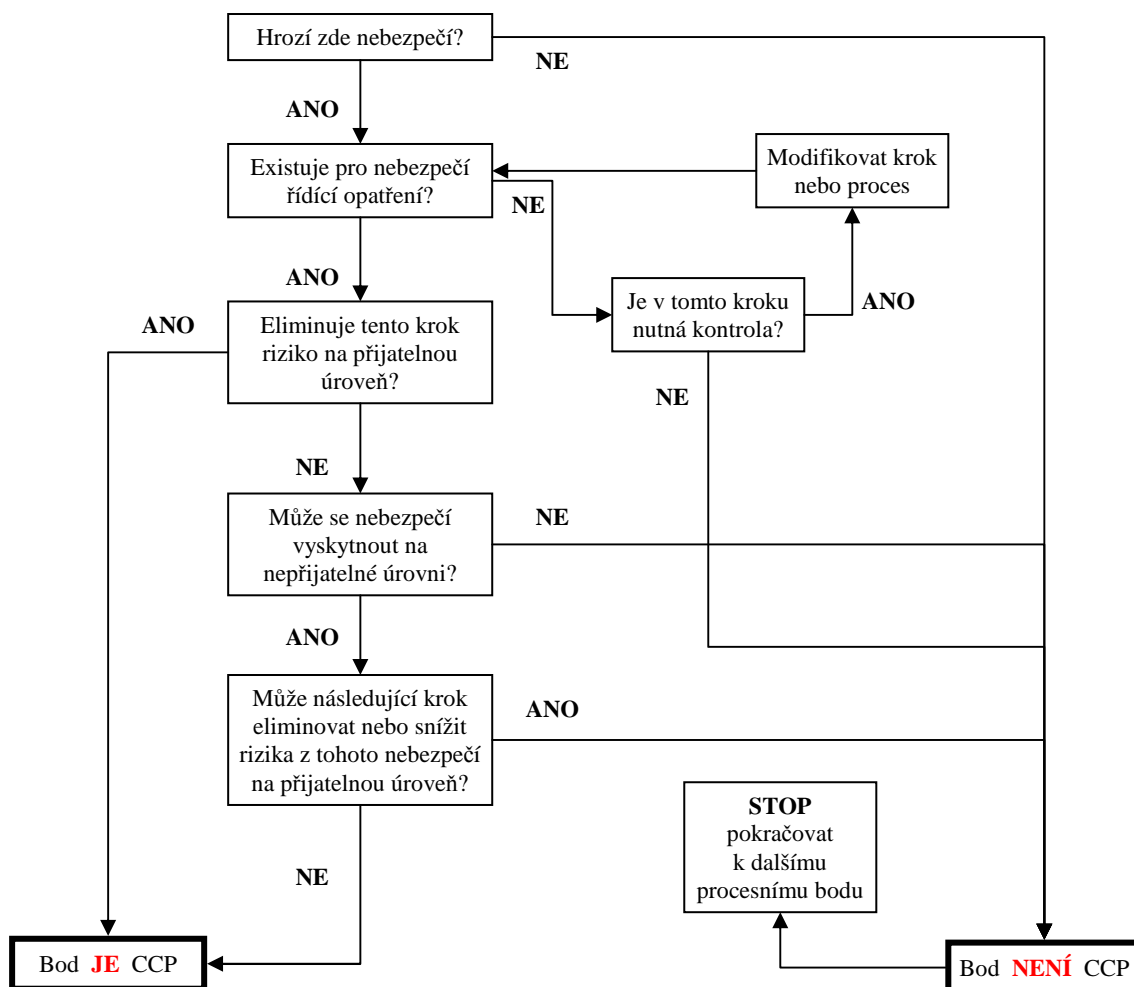 Hrozí zde nebezpečí?
NE
ANO
Existuje pro nebezpečí
řídící opatření?
Modifikovat krok
nebo proces
NE
ANO
Je v tomto kroku
nutná kontrola?
ANO
ANO
Eliminuje tento krok
riziko na přijatelnou
úroveň?
NE
NE
Může se nebezpečí
vyskytnout na
nepřijatelné úrovni?
NE
ANO
Může následující krok
eliminovat nebo snížit
rizika z tohoto nebezpečí
na přijatelnou úroveň?
ANO
STOP
pokračovat
k dalšímu
procesnímu bodu
NE
Bod JE CCP
Bod NENÍ CCP